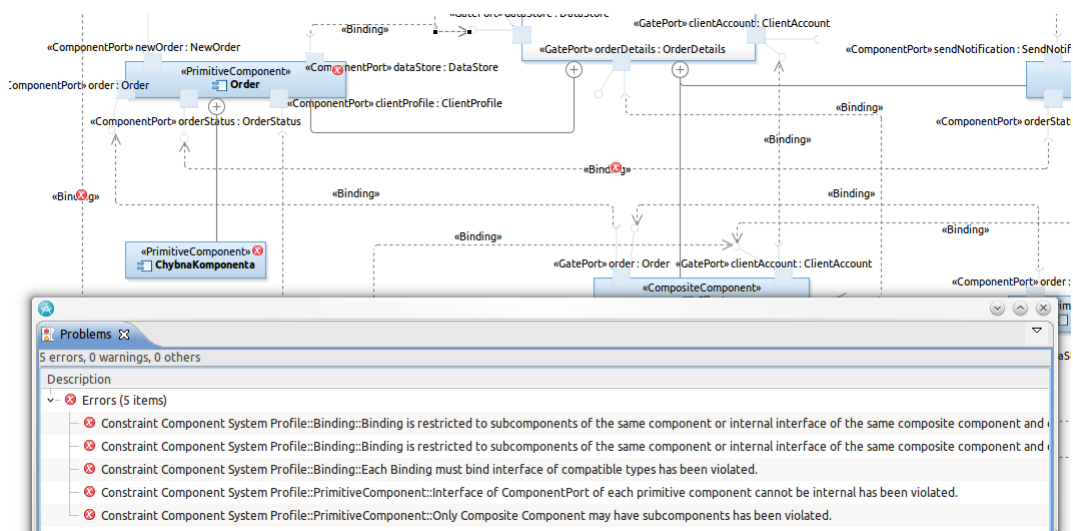 «Binding»
«GatePort» dataStore : DataStore
«GatePort» clientAccount : ClientAccount
«ComponentPort» newOrder : NewOrder
«GatePort» orderDetails : OrderDetails
«ComponentPort» sendNotification : SendNotif
«PrimitiveComponent»
Order
ComponentPort» dataStore : DataStore
ComponentPort» order : Order
«ComponentPort» clientProfile : ClientProfile
«Binding»
«ComponentPort» orderStatus : OrderStatus
«ComponentPort» orderStat
«Binding»
«Binding»
«Binding»
«Binding»
«Binding»
«Binding»
«Binding»
«PrimitiveComponent»
ChybnaKomponenta
«GatePort» order : Order
«GatePort» clientAccount : ClientAccount
«CompositeComponent»
«ComponentPort» order :
Problems
5 errors, 0 warnings, 0 others
Description
Errors (5 items)
Constraint Component System Profile::Binding::Binding is restricted to subcomponents of the same component or internal interface of the same composite component and
Constraint Component System Profile::Binding::Binding is restricted to subcomponents of the same component or internal interface of the same composite component and
Constraint Component System Profile::Binding::Each Binding must bind interface of compatible types has been violated.
Constraint Component System Profile::PrimitiveComponent::Interface of ComponentPort of each primitive component cannot be internal has been violated.
Constraint Component System Profile::PrimitiveComponent::Only Composite Component may have subcomponents has been violated.